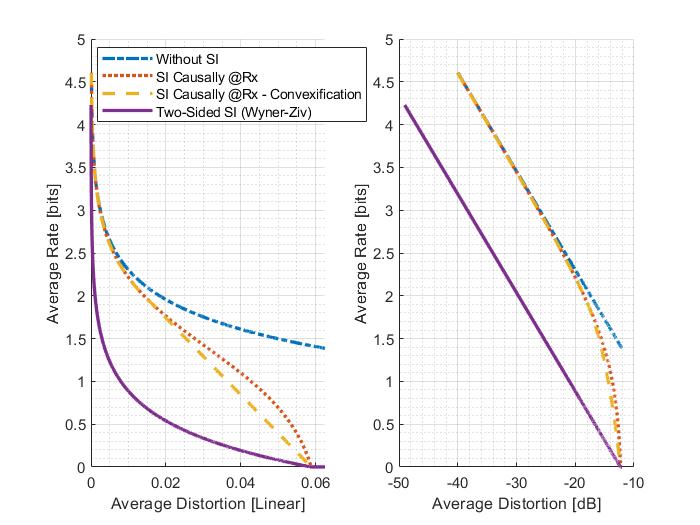 5
4.5
4
3.5
3
2.5
2
1.5
1
0.5
0
Average Rate [bits]
Without SI
SI Causally @Rx
SI Causally @Rx - Convexification
Two-Sided SI (Wyner-Ziv)
0 0.02 0.04 0.06
Average Distortion [Linear]
5
4.5
4
3.5
3
2.5
2
1.5
1
0.5
0
Average Rate [bits]
-50 -40 -30 -20 -10
Average Distortion [dB]